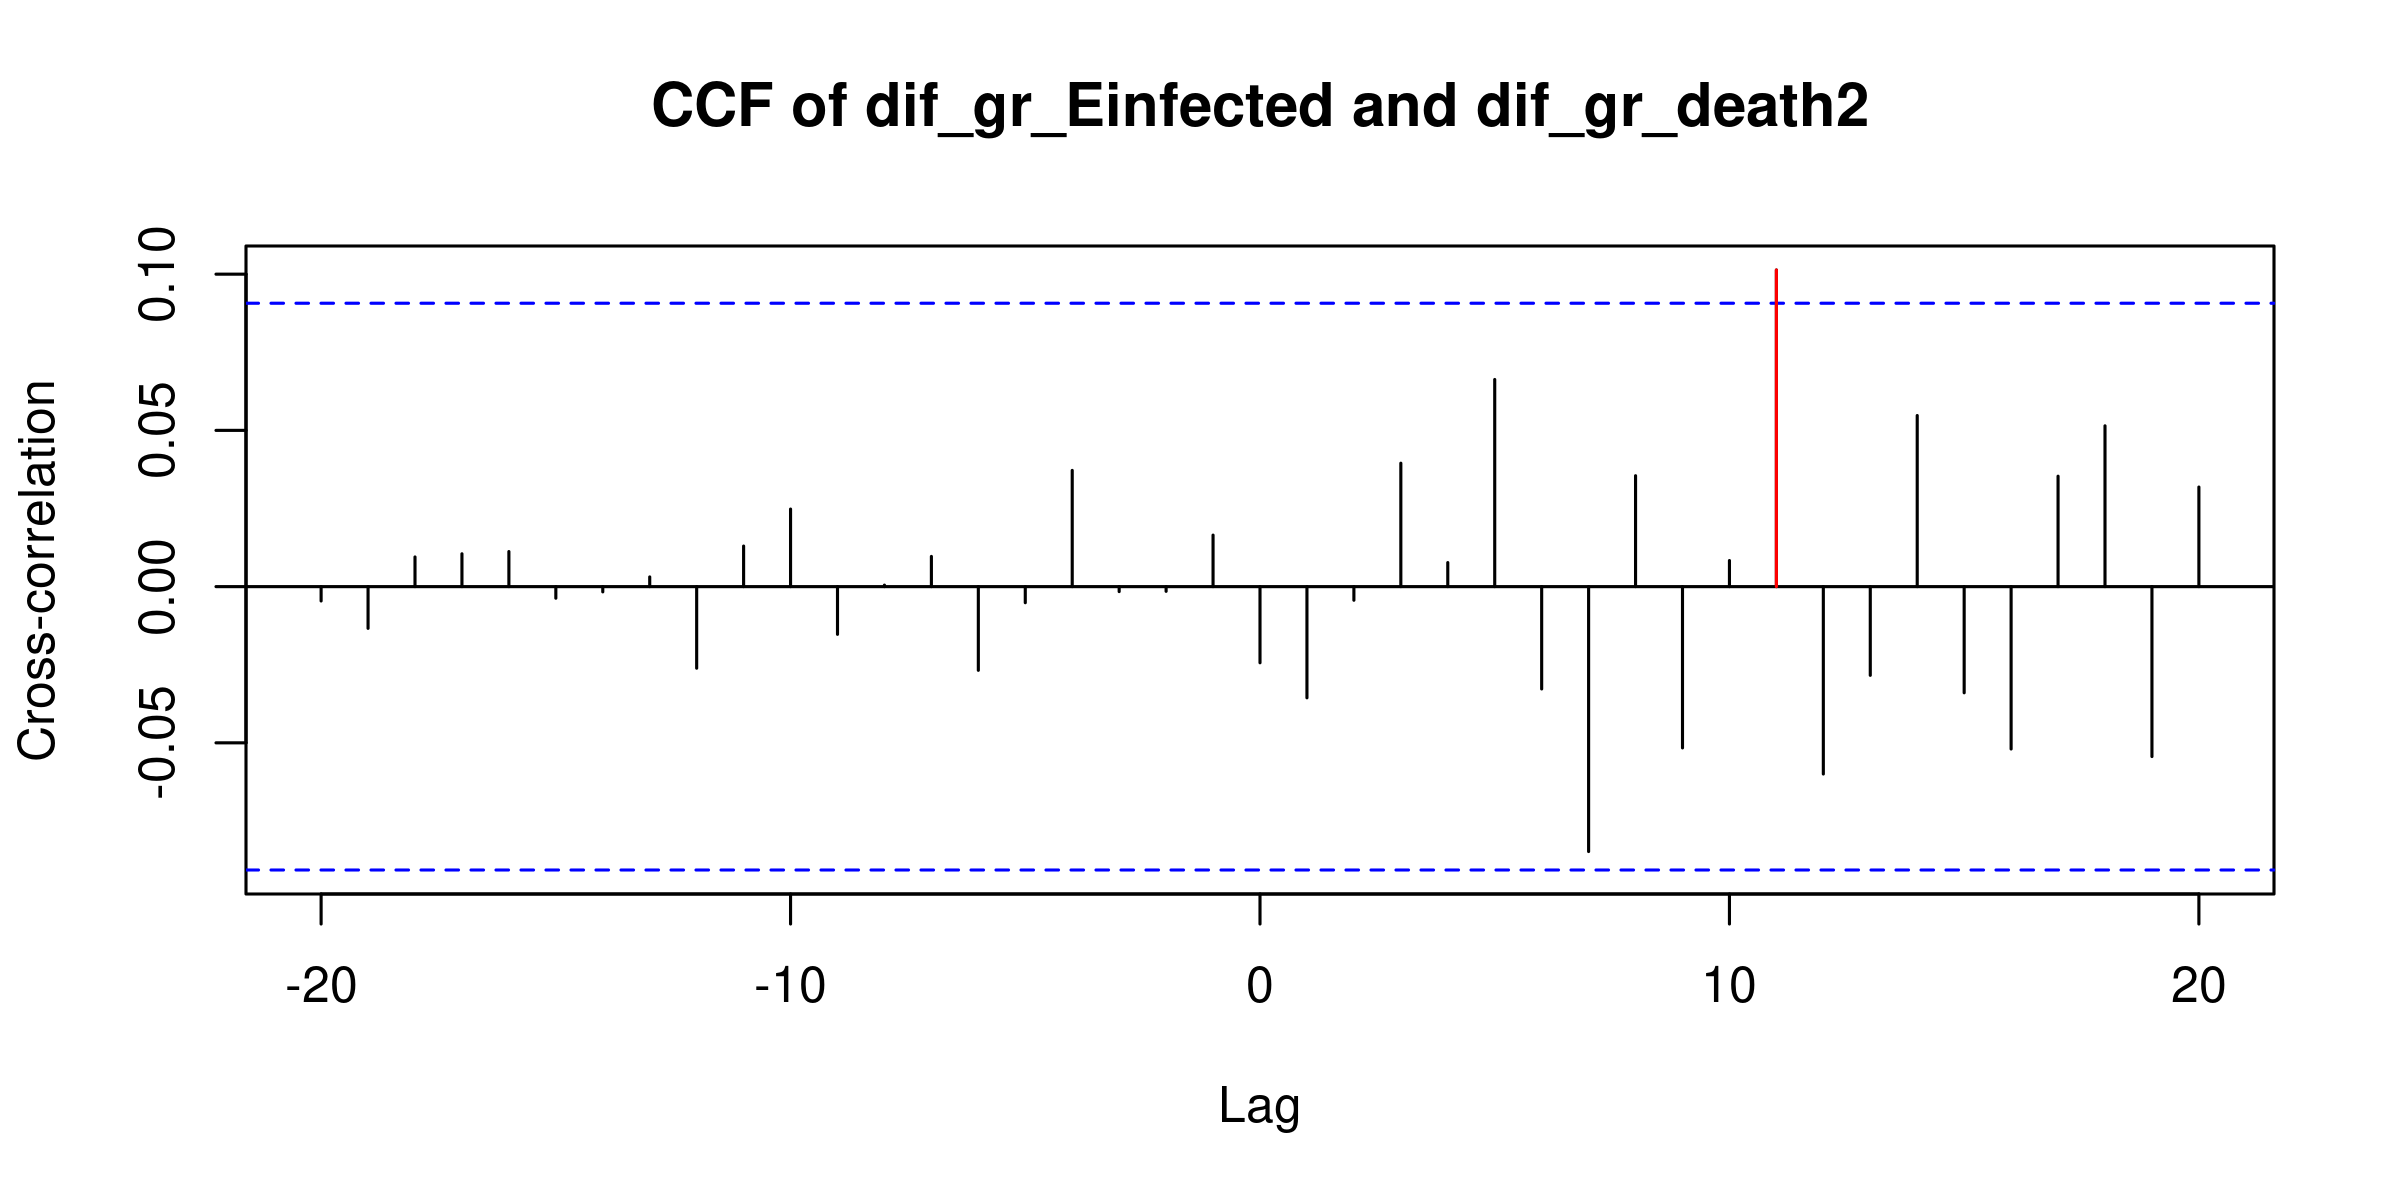 CCF of dif_gr_Einfected and dif_gr_death2
Cross-correlation
0.10
0.05
0.00
-0.05
-20 -10 0 10 20
Lag